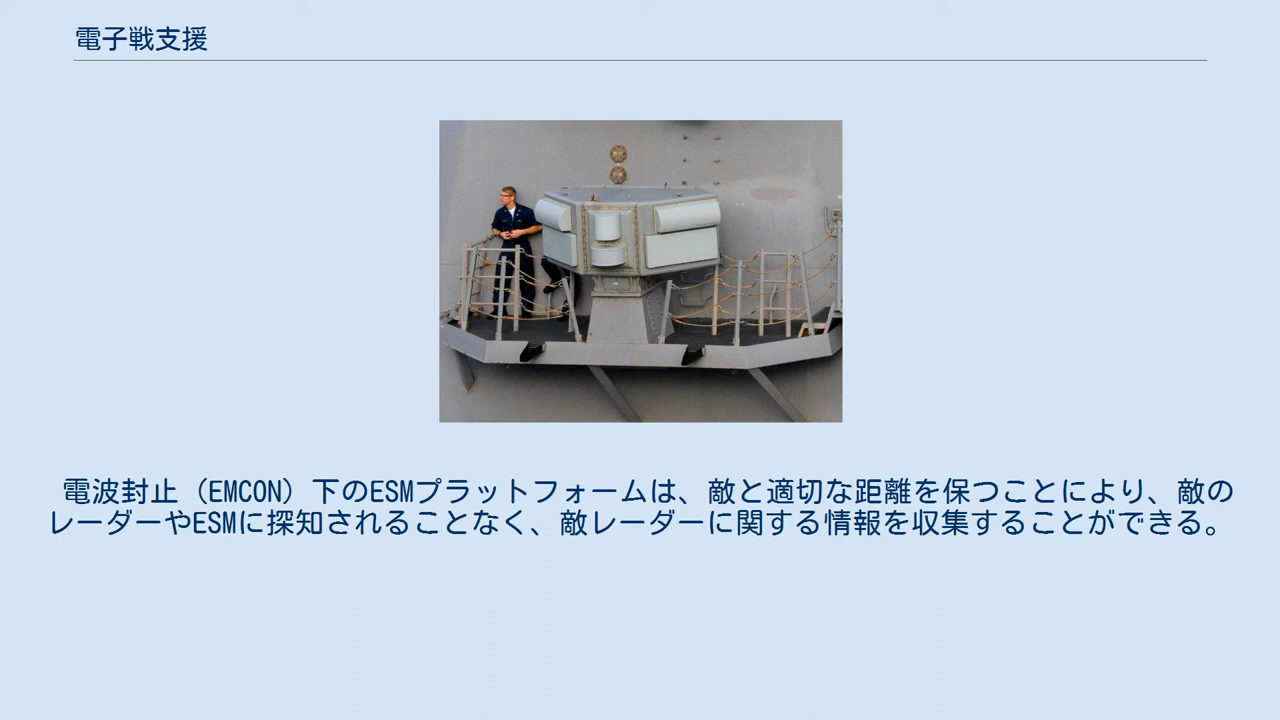 電子戦支援
電波封止（EMCON）下のESMプラットフォームは、敵と適切な距離を保つことにより、敵の
レーダーやESMに探知されることなく、敵レーダーに関する情報を収集することができる。